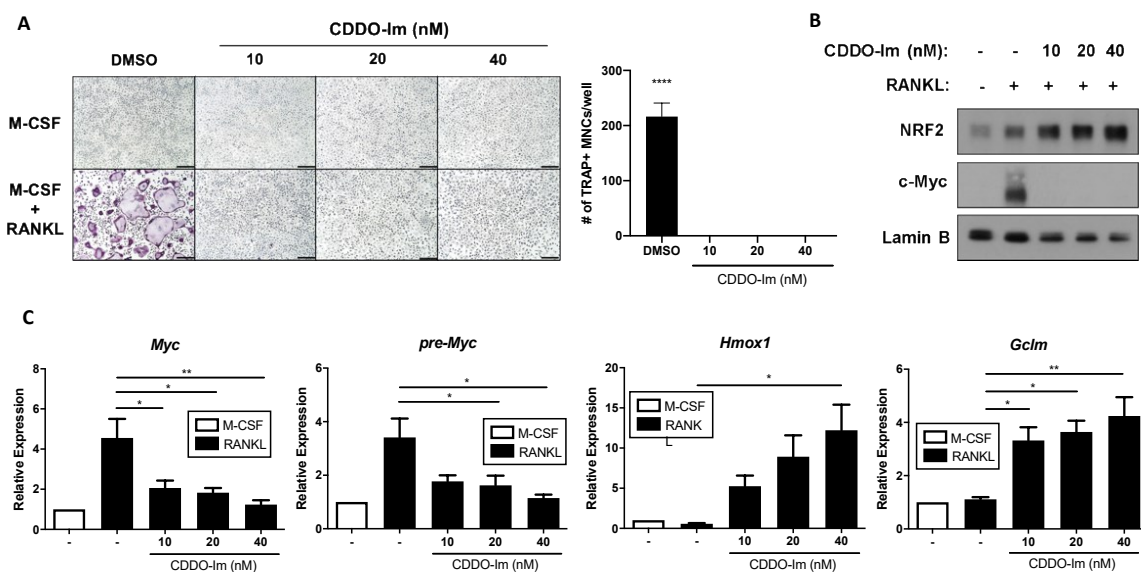 A
CDDO-Im (nM)
DMSO 10 20 40
M-CSF
M-CSF
+
RANKL
# of TRAP+ MNCs/well
300
200
100
0
****
DMSO 10 20 40
CDDO-Im (nM)
B
CDDO-Im (nM): - - 10 20 40
RANKL: - + + + +
NRF2
c-Myc
Lamin B
C
Myc
Relative Expression
8
6
4
2
0
**
*
*
M-CSF
RANKL
- - 10 20 40
CDDO-Im (nM)
pre-Myc
Relative Expression
6
4
2
0
*
*
M-CSF
RANKL
- - 10 20 40
CDDO-Im (nM)
Hmox1
Relative Expression
20
15
10
5
0
*
M-CSF
RANK
L
- - 10 20 40
CDDO-Im (nM)
Gclm
Relative Expression
6
4
2
0
**
*
*
M-CSF
RANKL
- - 10 20 40
CDDO-Im (nM)